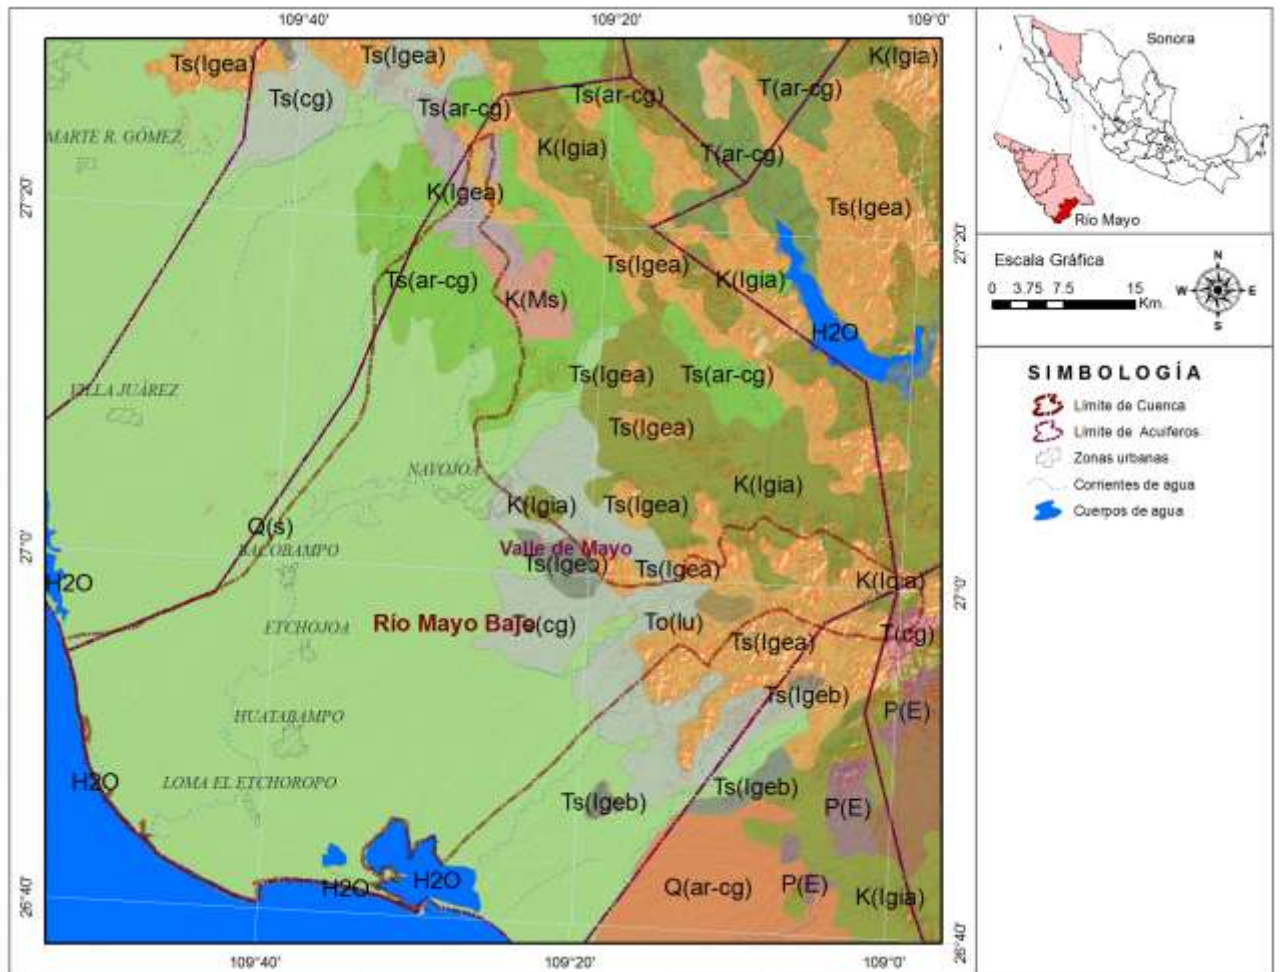 109°40' 109°20' 109°0'
Ts(Igea)
Ts(Igea)
K(Igia)
Ts(cg)
Ts(ar-cg)
Ts(ar-cg)
T(ar-cg)
MARTE R. GÓMEZ
K(Igia)
T(ar-cg)
27°20'
K(Igea)
Ts(Igea)
27°20'
Ts(ar-cg)
K(Ms)
Ts(Igea)
K(Igia)
H2O
VILLA JUÁREZ
Ts(Igea)
Ts(ar-cg)
Ts(Igea)
NAVOJOA
K(Igia)
Ts(Igea)
K(Igia)
Q(s)
BACOBAMPO
Valle de Mayo
27°0'
Ts(Igeb)
Ts(Igea)
K(Igia)
27°0'
H2O
ETCHOJOA
Río Mayo Bajo
Ts(cg)
To(lu)
Ts(Igea)
T(cg)
Ts(Igeb)
P(E)
HUATABAMPO
LOMA EL ETCHOROPO
H2O
Ts(Igeb)
Ts(Igeb)
P(E)
26°40'
H2O
H2O
Q(ar-cg)
P(E)
K(Igia)
26°40'
109°40' 109°20' 109°0'
Sonora
Río Mayo
Escala Gráfica
0 3.75 7.5 15
Km.
N
W E
S
SIMBOLOGÍA
Límite de Cuenca
Límite de Acuíferos
Zonas urbanas
Corrientes de agua
Cuerpos de agua